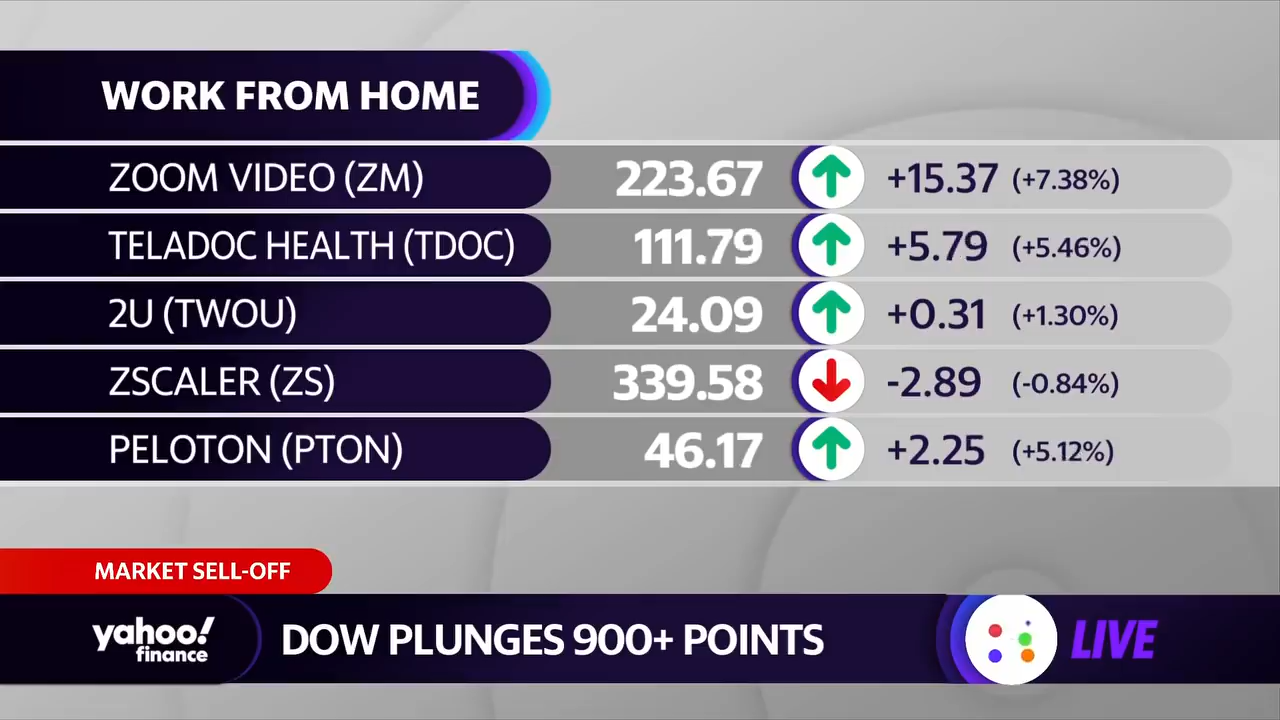 WORK FROM HOME
ZOOM VIDEO (ZM) 223.67 +15.37 (+7.38%)
TELADOC HEALTH (TDOC) 111.79 +5.79 (+5.46%)
2U (TWOU) 24.09 +0.31 (+1.30%)
ZSCALER (ZS) 339.58 -2.89 (-0.84%)
PELOTON (PTON) 46.17 +2.25 (+5.12%)
MARKET SELL-OFF
yahoo! finance DOW PLUNGES 900+ POINTS LIVE